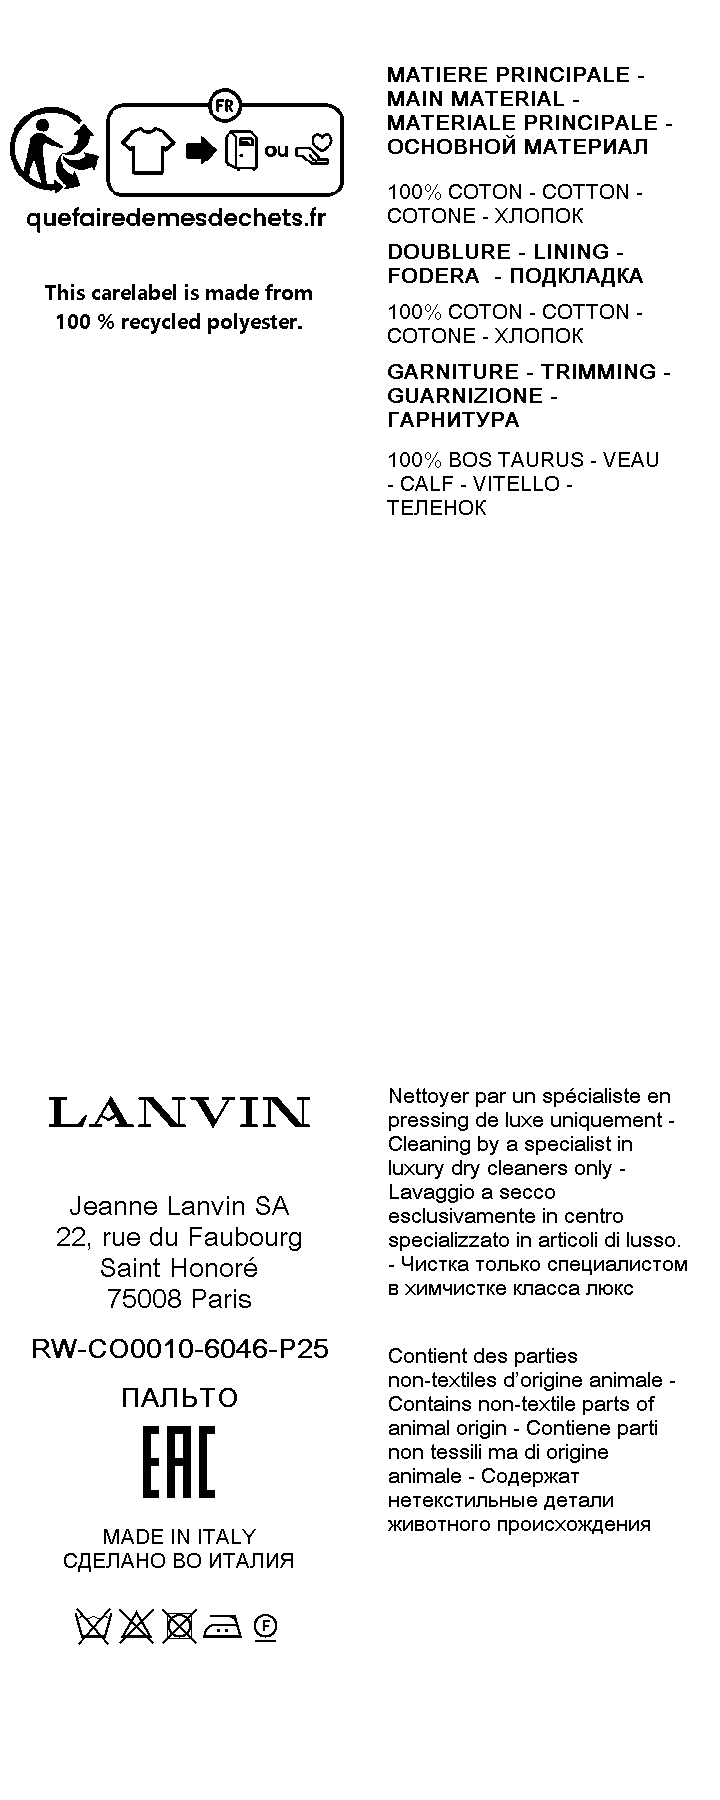 FR
ou
quefairedemesdechets.fr
This carelabel is made from
100 % recycled polyester.
MATIERE PRINCIPALE -
MAIN MATERIAL -
MATERIALE PRINCIPALE -
ОСНОВНОЙ МАТЕРИАЛ
100% COTON - COTTON -
COTONE - ХЛОПОК
DOUBLURE - LINING -
FODERA - ПОДКЛАДКА
100% COTON - COTTON -
COTONE - ХЛОПОК
GARNITURE - TRIMMING -
GUARNIZIONE -
ГАРНИТУРА
100% BOS TAURUS - VEAU
- CALF - VITELLO -
ТЕЛЕНОК
LANVIN
Jeanne Lanvin SA
22, rue du Faubourg
Saint Honoré
75008 Paris
RW-CO0010-6046-P25
ПАЛЬТО
EAC
MADE IN ITALY
СДЕЛАНО ВО ИТАЛИЯ
F
Nettoyer par un spécialiste en
pressing de luxe uniquement -
Cleaning by a specialist in
luxury dry cleaners only -
Lavaggio a secco
esclusivamente in centro
specializzato in articoli di lusso.
- Чистка только специалистом
в химчистке класса люкс
Contient des parties
non-textiles d’origine animale -
Contains non-textile parts of
animal origin - Contiene parti
non tessili ma di origine
animale - Содержат
нетекстильные детали
животного происхождения